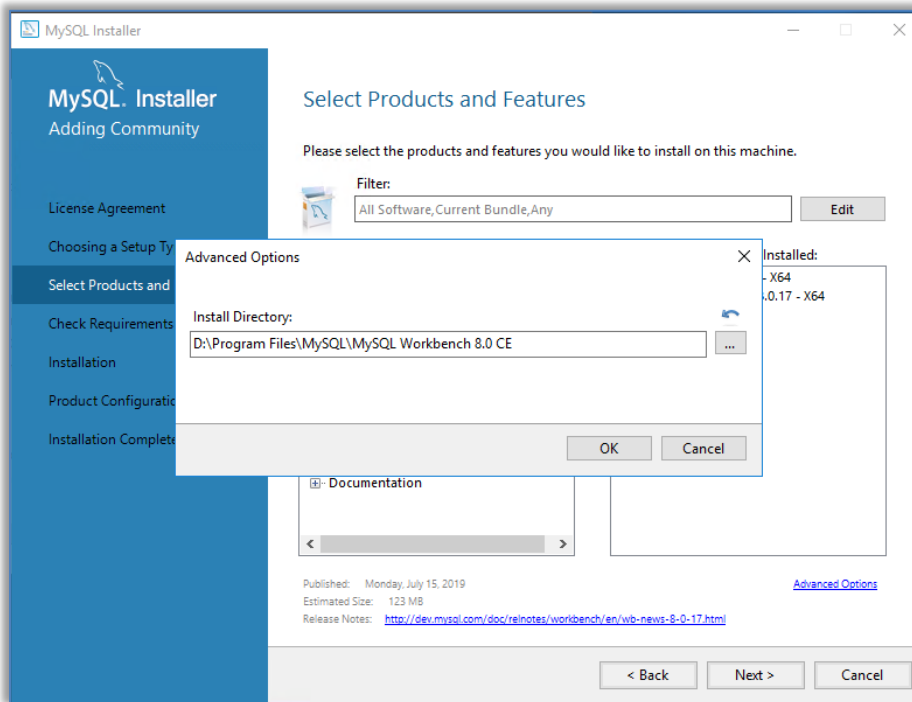 MySQL Installer
MySQL. Installer
Adding Community
License Agreement
Choosing a Setup Ty
Select Products and
Check Requirements
Installation
Product Configuratio
Installation Complete
Select Products and Features
Please select the products and features you would like to install on this machine.
Filter:
All Software,Current Bundle,Any
Edit
Installed:
- X64
.0.17 - X64
Advanced Options
Install Directory:
D:\Program Files\MySQL\MySQL Workbench 8.0 CE
...
OK
Cancel
Documentation
Published: Monday, July 15, 2019
Advanced Options
Estimated Size: 123 MB
Release Notes: http://dev.mysql.com/doc/relnotes/workbench/en/wb-news-8-0-17.html
< Back
Next >
Cancel